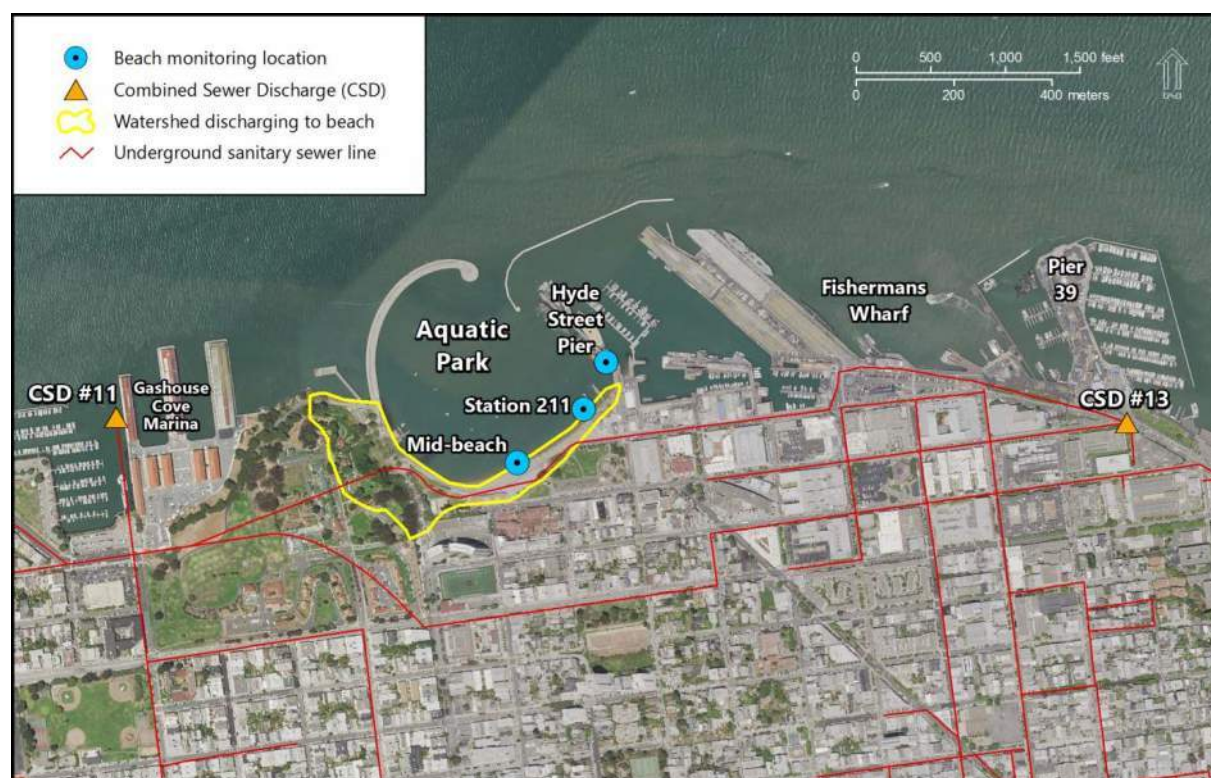 Beach monitoring location
Combined Sewer Discharge (CSD)
Watershed discharging to beach
Underground sanitary sewer line
0 500 1,000 1,500 feet
0 200 400 meters
Hyde
Street
Pier
Aquatic
Park
Fishermans
Wharf
Pier
39
CSD #11
Gashouse
Cove
Marina
Station 211
Mid-beach
CSD #13